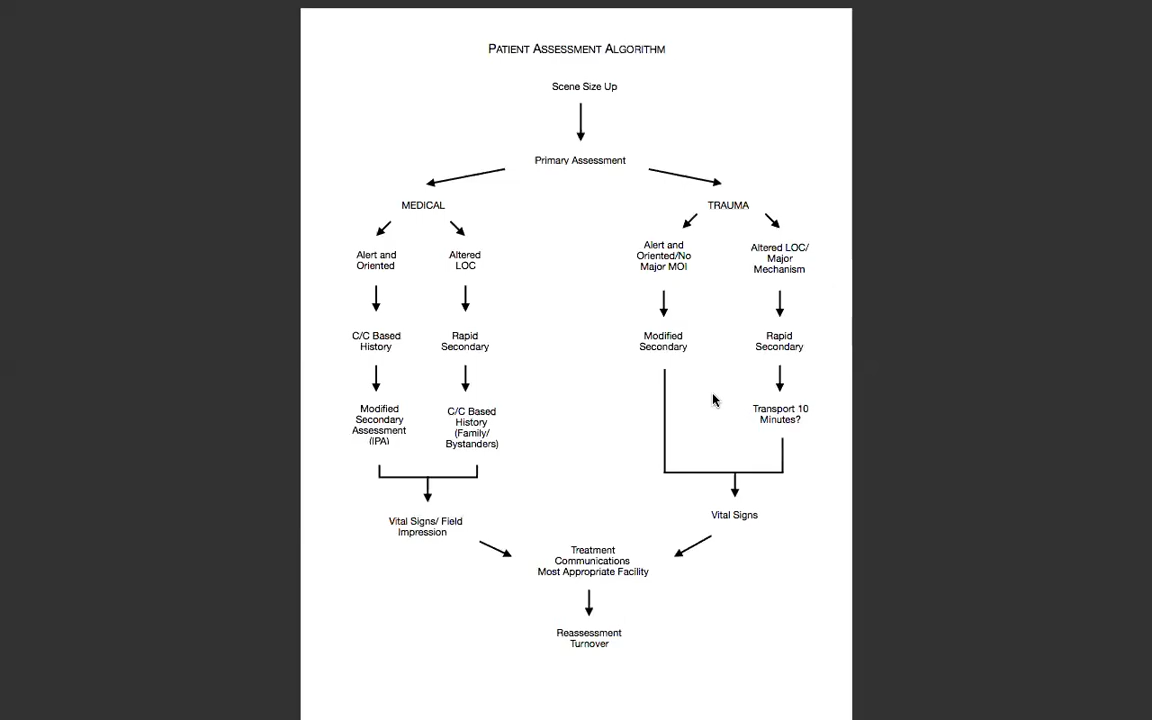 PATIENT ASSESSMENT ALGORITHM
Scene Size Up
Primary Assessment
MEDICAL
TRAUMA
Alert and
Oriented
Altered
LOC
Alert and
Oriented/No
Major MOI
Altered LOC/
Major
Mechanism
C/C Based
History
Rapid
Secondary
Modified
Secondary
Rapid
Secondary
Modified
Secondary
Assessment
(IPA)
C/C Based
History
(Family/
Bystanders)
Transport 10
Minutes?
Vital Signs/ Field
Impression
Vital Signs
Treatment
Communications
Most Appropriate Facility
Reassessment
Turnover